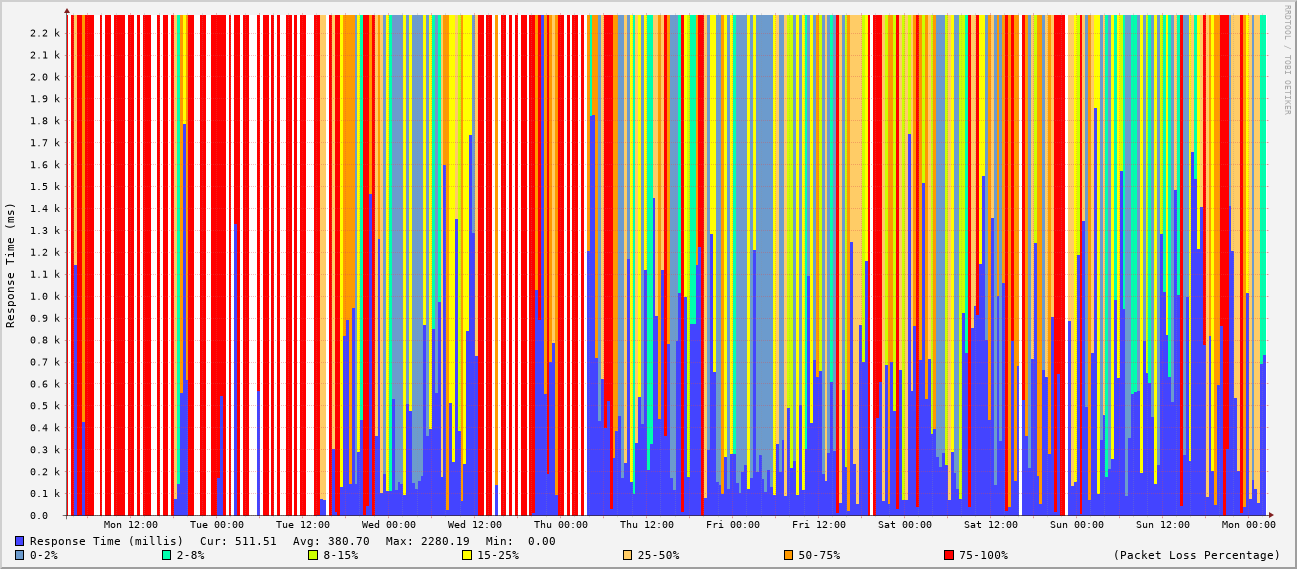 RRDTOOL / TOBI OETIKER
Response Time (ms)
2.2 k
2.1 k
2.0 k
1.9 k
1.8 k
1.7 k
1.6 k
1.5 k
1.4 k
1.3 k
1.2 k
1.1 k
1.0 k
0.9 k
0.8 k
0.7 k
0.6 k
0.5 k
0.4 k
0.3 k
0.2 k
0.1 k
0.0
Mon 12:00 Tue 00:00 Tue 12:00 Wed 00:00 Wed 12:00 Thu 00:00 Thu 12:00 Fri 00:00 Fri 12:00 Sat 00:00 Sat 12:00 Sun 00:00 Sun 12:00 Mon 00:00
Response Time (millis) Cur: 511.51 Avg: 380.70 Max: 2280.19 Min: 0.00
0-2% 2-8% 8-15% 15-25% 25-50% 50-75% 75-100% (Packet Loss Percentage)